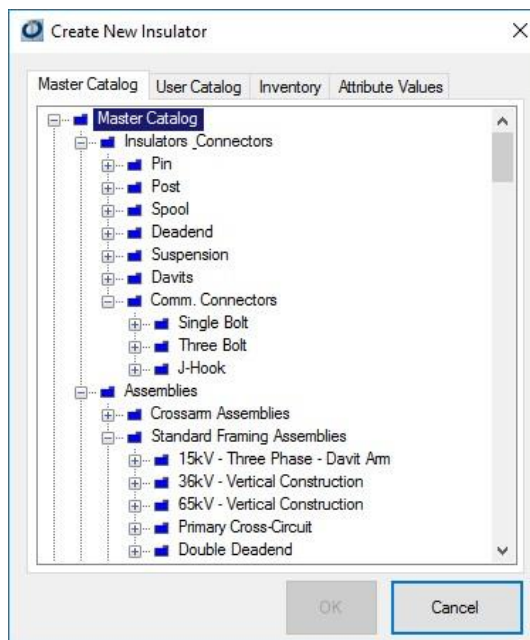 Create New Insulator
Master Catalog User Catalog Inventory Attribute Values
Master Catalog
Insulators_Connectors
Pin
Post
Spool
Deadend
Suspension
Davits
Comm. Connectors
Single Bolt
Three Bolt
J-Hook
Assemblies
Crossarm Assemblies
Standard Framing Assemblies
15kV - Three Phase - Davit Arm
36kV - Vertical Construction
65kV - Vertical Construction
Primary Cross-Circuit
Double Deadend
OK Cancel